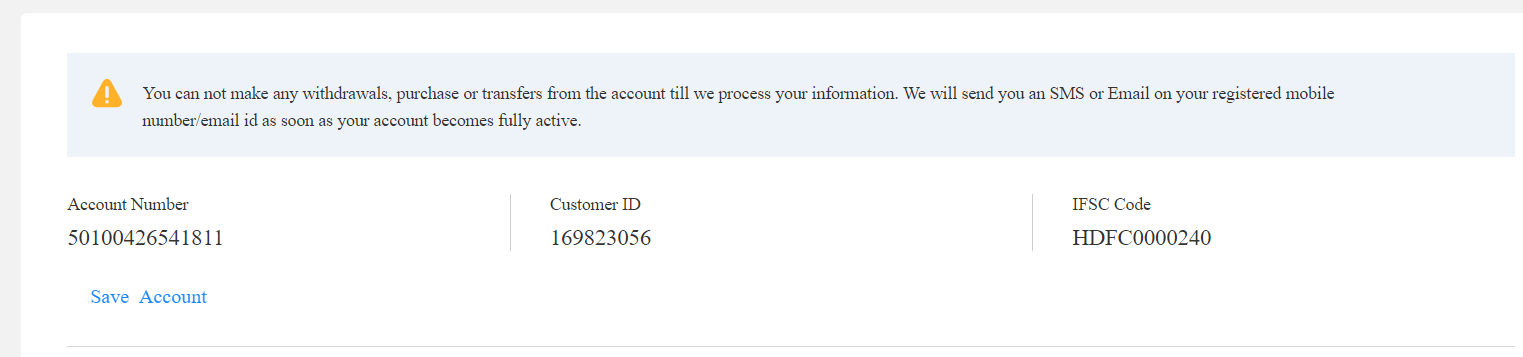 You can not make any withdrawals, purchase or transfers from the account till we process your information. We will send you an SMS or Email on your registered mobile
number/email id as soon as your account becomes fully active.
Account Number
50100426541811
Customer ID
169823056
IFSC Code
HDFC0000240
Save Account